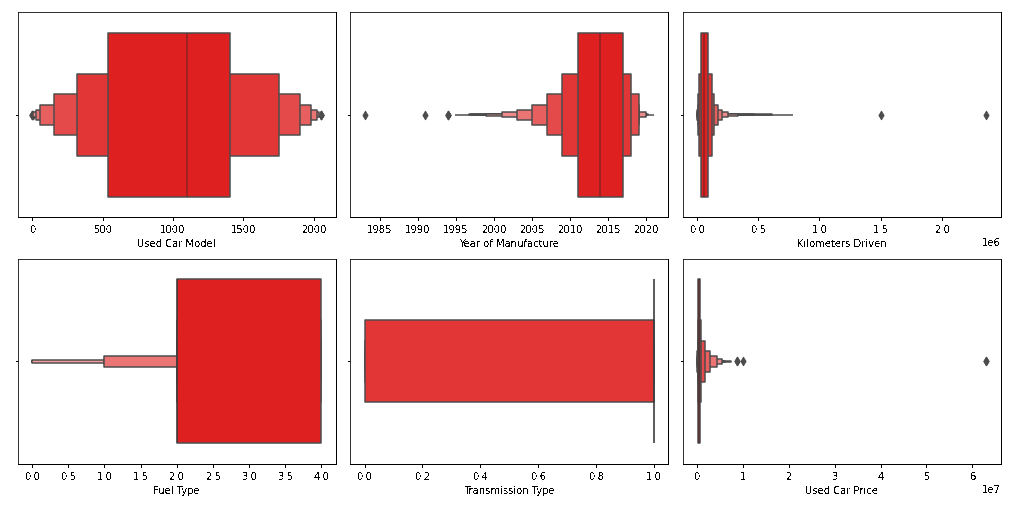 0 500 1000 1500 2000
Used Car Model
1985 1990 1995 2000 2005 2010 2015 2020
Year of Manufacture
0.0 0.5 1.0 1.5 2.0
1e6
Kilometers Driven
0.0 0.5 1.0 1.5 2.0 2.5 3.0 3.5 4.0
Fuel Type
0.0 0.2 0.4 0.6 0.8 1.0
Transmission Type
0 1 2 3 4 5 6
1e7
Used Car Price